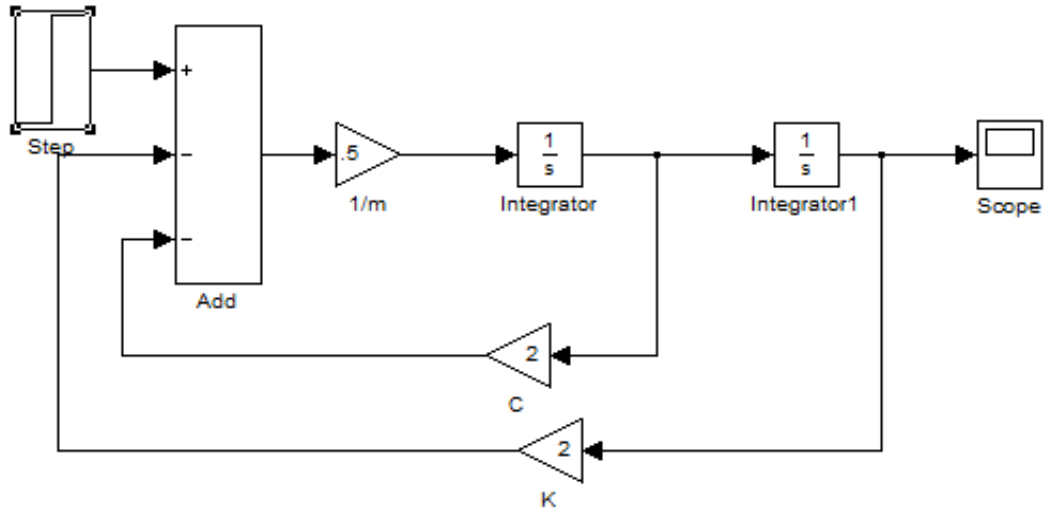 Step
+
−
−
Add
.5
1/m
1
s
Integrator
1
s
Integrator1
Scope
2
C
2
K